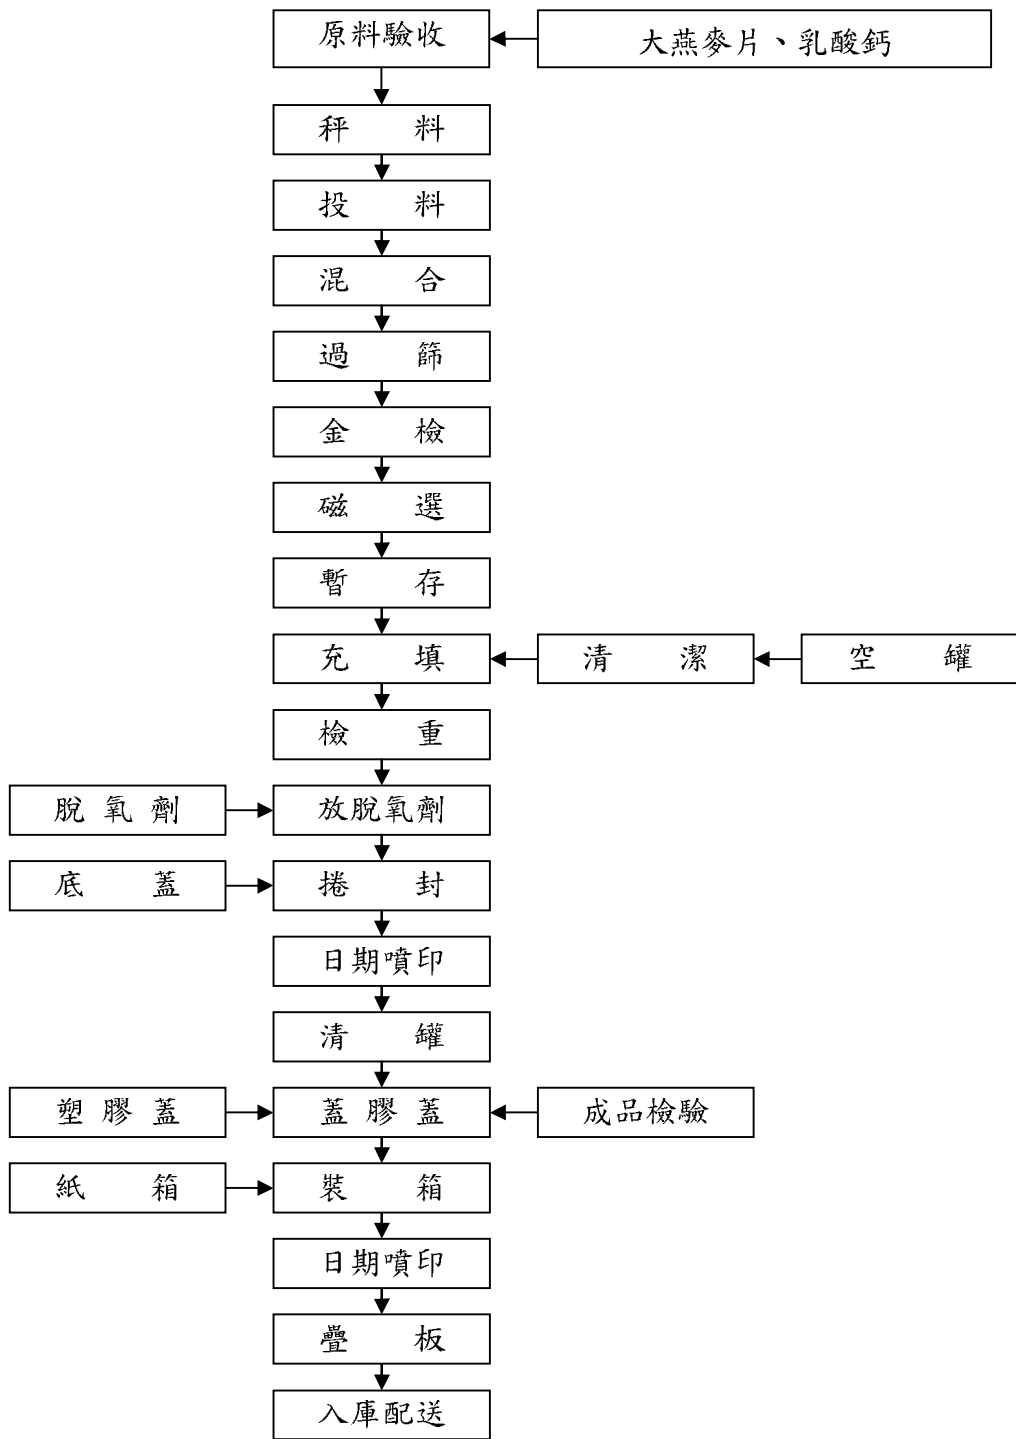 原料驗收
大燕麥片、乳酸鈣
秤 料
投 料
混 合
過 篩
金 檢
磁 選
暫 存
充 填
清 潔
空 罐
檢 重
脫 氧 劑
放脫氧劑
底 蓋
捲 封
日期噴印
清 罐
塑 膠 蓋
蓋膠蓋
成品檢驗
紙 箱
裝 箱
日期噴印
疊 板
入庫配送